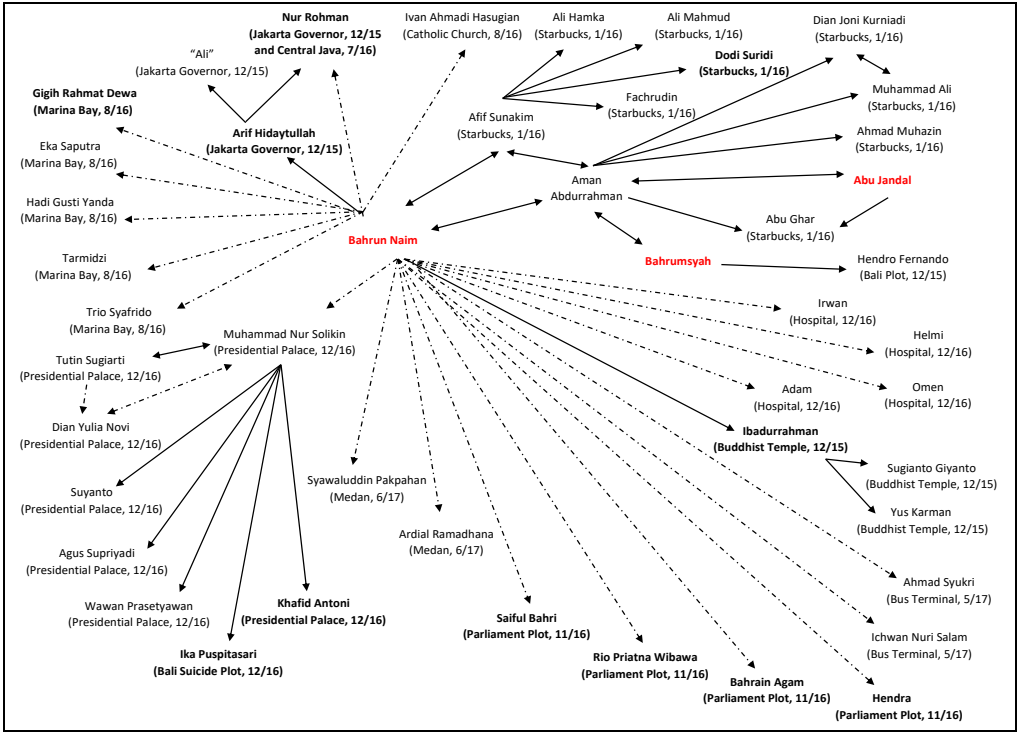 Nur Rohman
(Jakarta Governor, 12/15
and Central Java, 7/16)
Ivan Ahmadi Hasugian
(Catholic Church, 8/16)
Ali Hamka
(Starbucks, 1/16)
Ali Mahmud
(Starbucks, 1/16)
Dian Joni Kurniadi
(Starbucks, 1/16)
“Ali”
(Jakarta Governor, 12/15)
Dodi Suridi
(Starbucks, 1/16)
Gigih Rahmat Dewa
(Marina Bay, 8/16)
Muhammad Ali
(Starbucks, 1/16)
Fachrudin
(Starbucks, 1/16)
Afif Sunakim
(Starbucks, 1/16)
Arif Hidaytullah
(Jakarta Governor, 12/15)
Ahmad Muhazin
(Starbucks, 1/16)
Eka Saputra
(Marina Bay, 8/16)
Aman
Abdurrahman
Abu Jandal
Hadi Gusti Yanda
(Marina Bay, 8/16)
Abu Ghar
(Starbucks, 1/16)
Bahrun Naim
Bahrumsyah
Tarmidzi
(Marina Bay, 8/16)
Hendro Fernando
(Bali Plot, 12/15)
Trio Syafrido
(Marina Bay, 8/16)
Irwan
(Hospital, 12/16)
Muhammad Nur Solikin
(Presidential Palace, 12/16)
Helmi
(Hospital, 12/16)
Tutin Sugiarti
(Presidential Palace, 12/16)
Adam
(Hospital, 12/16)
Omen
(Hospital, 12/16)
Dian Yulia Novi
(Presidential Palace, 12/16)
Ibadurrahman
(Buddhist Temple, 12/15)
Sugianto Giyanto
(Buddhist Temple, 12/15)
Syawaluddin Pakpahan
(Medan, 6/17)
Suyanto
(Presidential Palace, 12/16)
Yus Karman
(Buddhist Temple, 12/15)
Ardial Ramadhana
(Medan, 6/17)
Agus Supriyadi
(Presidential Palace, 12/16)
Ahmad Syukri
(Bus Terminal, 5/17)
Wawan Prasetyawan
(Presidential Palace, 12/16)
Khafid Antoni
(Presidential Palace, 12/16)
Saiful Bahri
(Parliament Plot, 11/16)
Ichwan Nuri Salam
(Bus Terminal, 5/17)
Ika Puspitasari
(Bali Suicide Plot, 12/16)
Rio Priatna Wibawa
(Parliament Plot, 11/16)
Bahrain Agam
(Parliament Plot, 11/16)
Hendra
(Parliament Plot, 11/16)